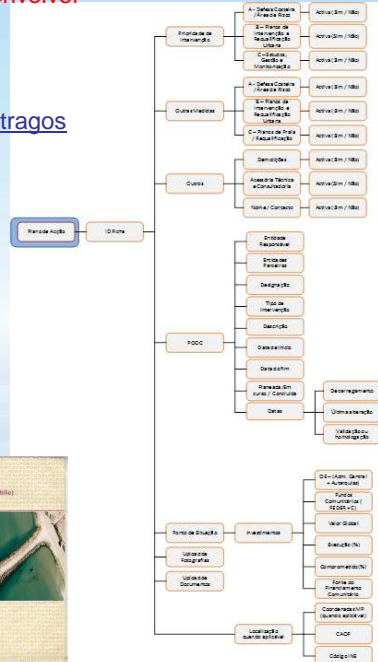 tragos
Plano de Acção
ID Ficha
Prioridade de
Intervenção
A - Defesa Costeira
/Áreas de Risco
Activa (Sim / Não)
B – Planos de
Intervenção e
Requalificação
Urbana
Activa (Sim / Não)
C – Estudos,
Gestão e
Monitorização
Activa (Sim / Não)
Outras Medidas
A - Defesa Costeira
/Áreas de Risco
Activa (Sim / Não)
B – Planos de
Intervenção e
Requalificação
Urbana
Activa (Sim / Não)
C – Planos de Praia
/ Requalificação
Activa (Sim / Não)
Outros
Demolições
Activa (Sim / Não)
Assessoria Técnica
e Consultadoria
Activa (Sim / Não)
Nome / Contacto
Activa (Sim / Não)
POOC
Entidade
Responsável
Entidades
Parceiras
Designação
Tipo de
Intervenção
Descrição
Data de Início
Data do fim
Planeada/Em
curso / Concluída
Datas
Decarregamento
Última alteração
Validação ou
homologação
Ponto de Situação
Investimentos
OE – (Adm. Central
+ Autarquias)
Fundos
Comunitários (
FEDER +C)
Valor Global
Execução (%)
Comprometido (%)
Fonte do
Financiamento
Comunitário
Upload de
Fotografias
Upload de
Documentos
Localização
quando aplicável
Coordenadas MP
(quando aplicável)
CAOP
Código INE